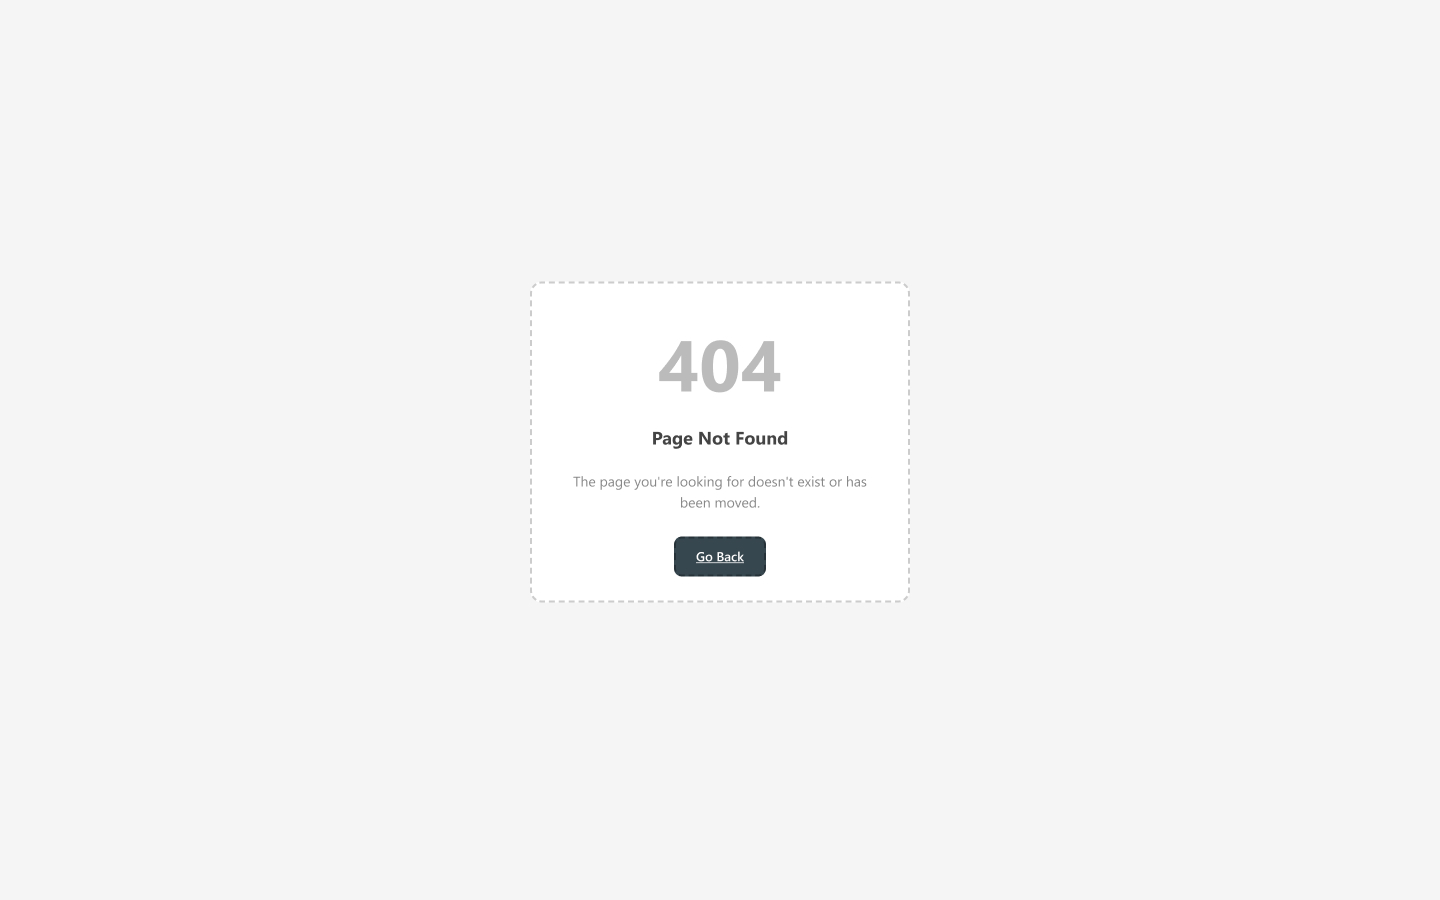 404
Page Not Found
The page you're looking for doesn't exist or has
been moved.
Go Back